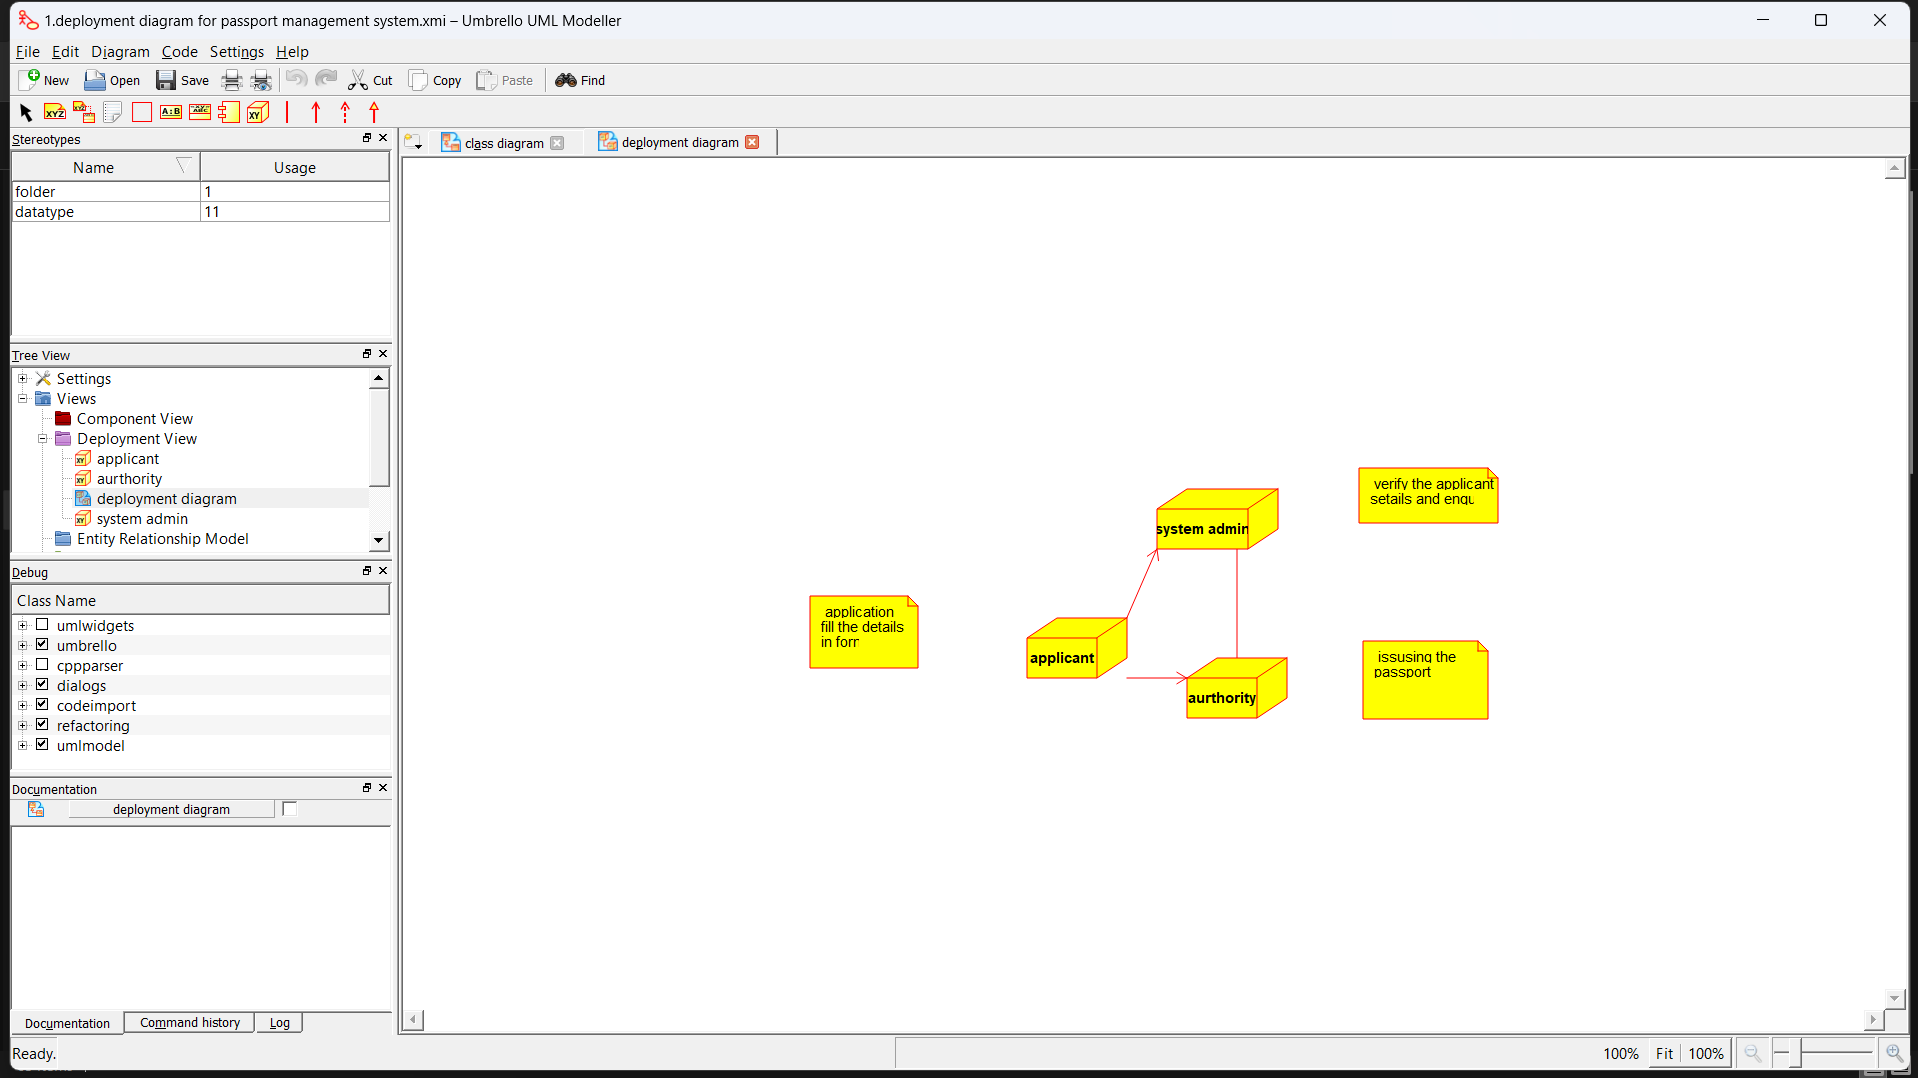 1.deployment diagram for passport management system.xmi – Umbrello UML Modeller
File Edit Diagram Code Settings Help
New Open Save Cut Copy Paste Find
Stereotypes
Name Usage
folder 1
datatype 11
Tree View
Settings
Views
Component View
Deployment View
applicant
aurthority
deployment diagram
system admin
Entity Relationship Model
Debug
Class Name
umlwidgets
umbrello
cppparser
dialogs
codeimport
refactoring
umlmodel
Documentation
deployment diagram
Documentation Command history Log
Ready.
class diagram deployment diagram
verify the applicant
setails and enqu
system admin
application
fill the details
in forr
applicant
aurthority
issusing the
passport
100% Fit 100%